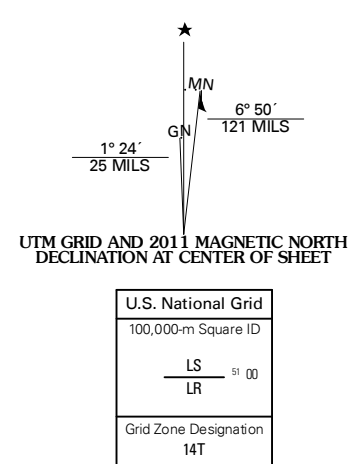 MN
6° 50´
121 MILS
GN
1° 24´
25 MILS
UTM GRID AND 2011 MAGNETIC NORTH
DECLINATION AT CENTER OF SHEET
U.S. National Grid
100,000-m Square ID
LS
51 00
LR
Grid Zone Designation
14T